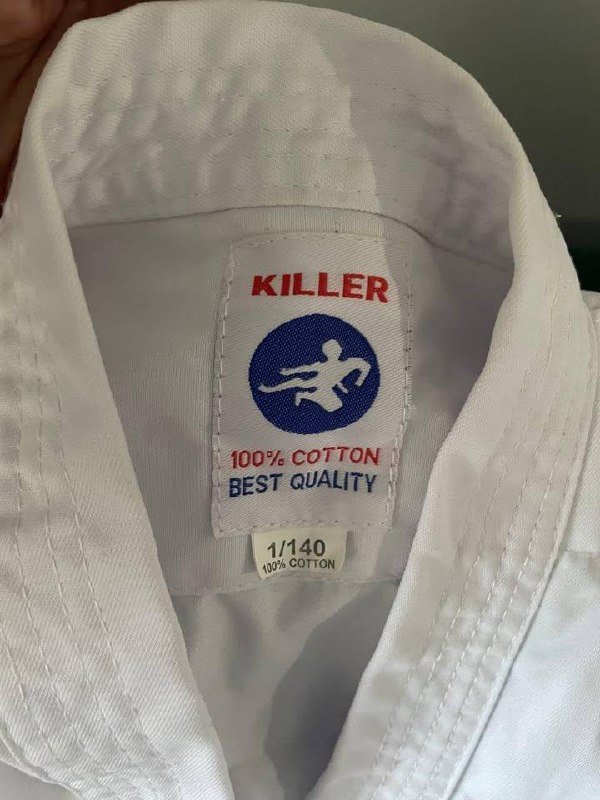 KILLER
100% COTTON
BEST QUALITY
1/140
100% COTTON